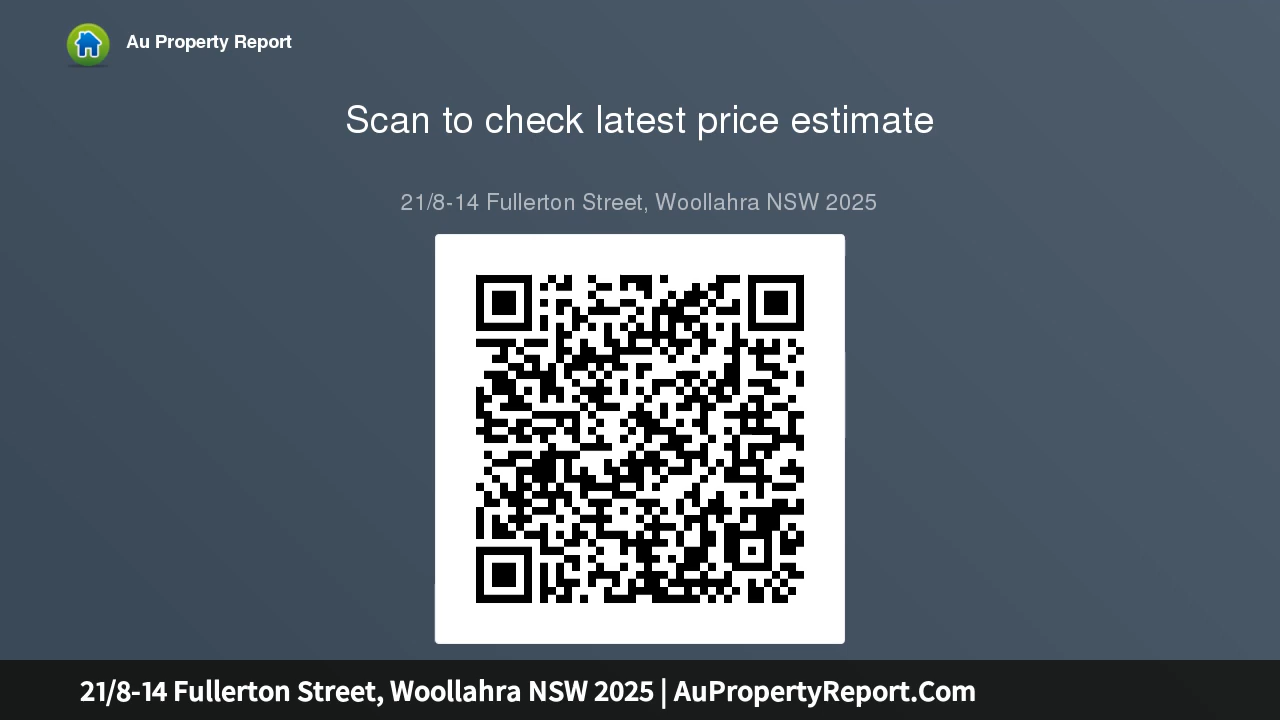 Au Property Report
Scan to check latest price estimate
21/8-14 Fullerton Street, Woollahra NSW 2025
21/8-14 Fullerton Street, Woollahra NSW 2025 | AuPropertyReport.Com